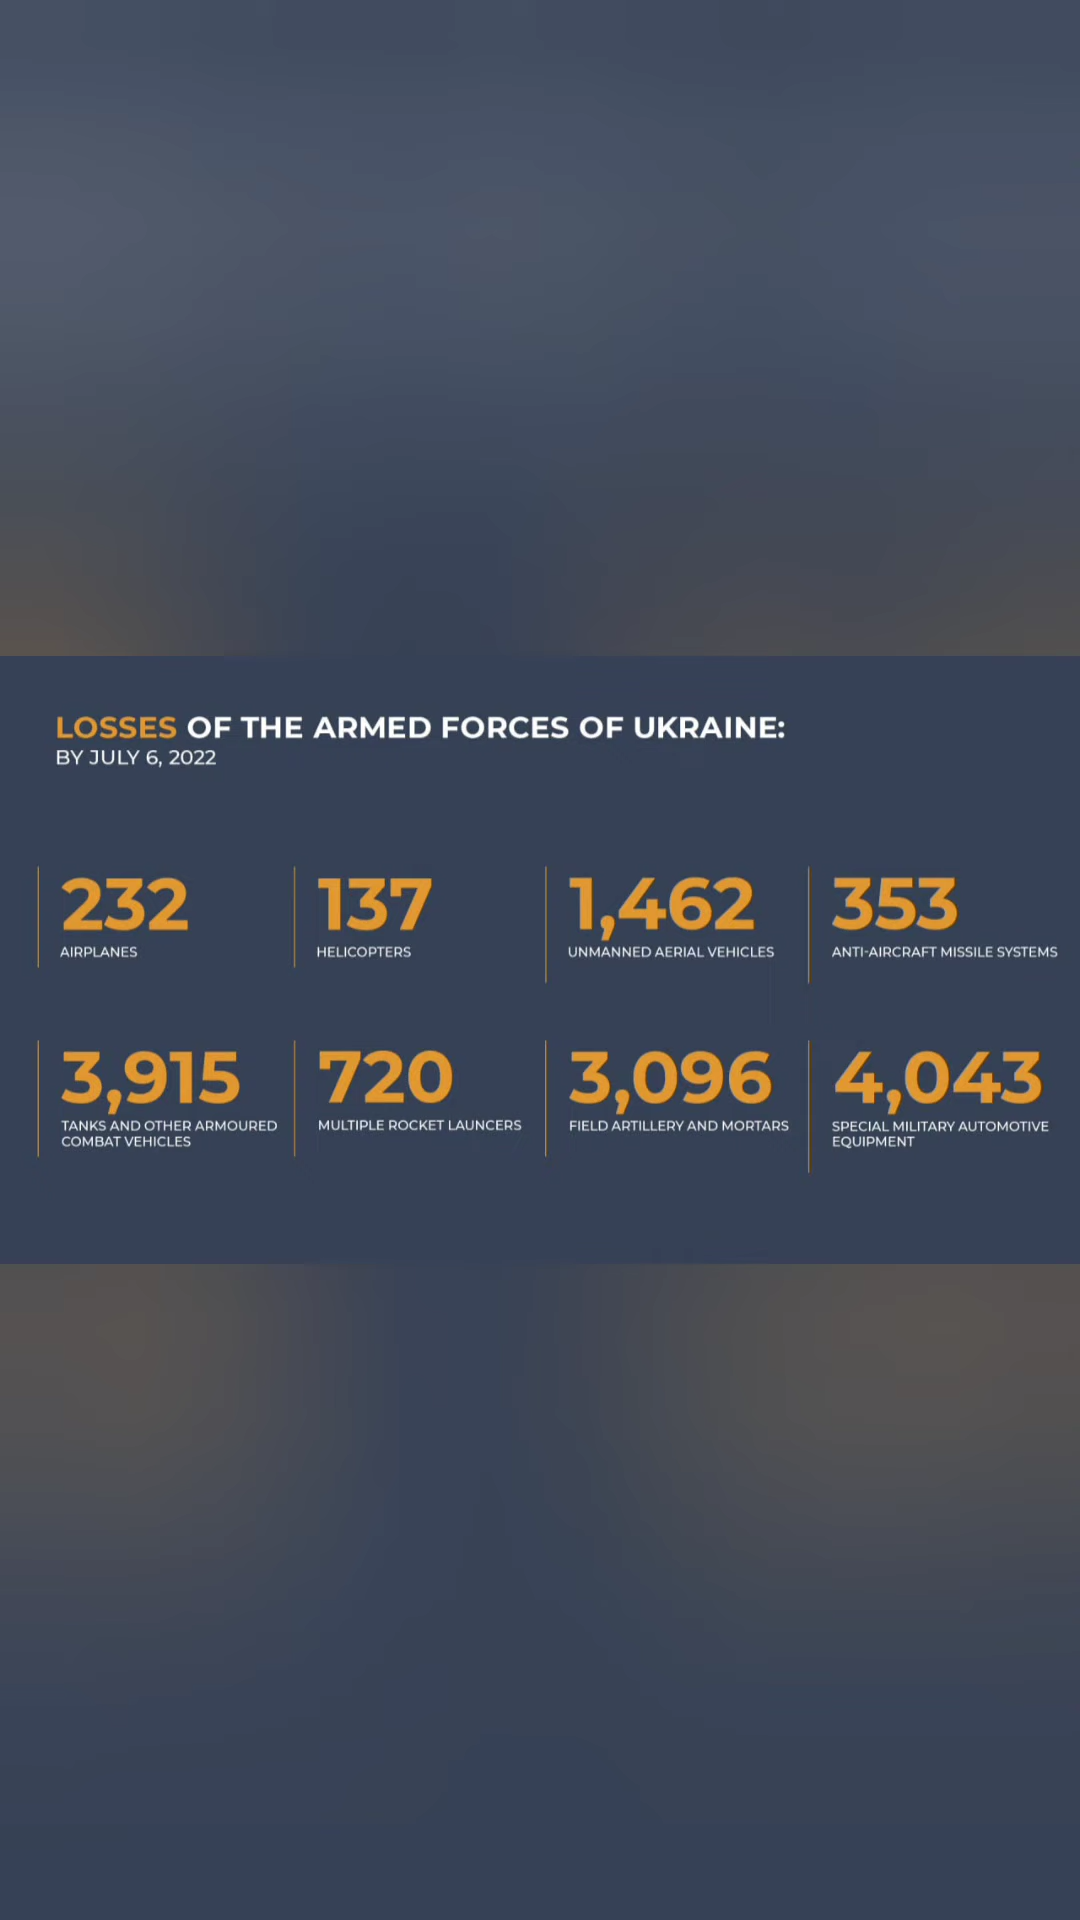 LOSSES OF THE ARMED FORCES OF UKRAINE:
BY JULY 6, 2022
232
AIRPLANES
137
HELICOPTERS
1,462
UNMANNED AERIAL VEHICLES
353
ANTI-AIRCRAFT MISSILE SYSTEMS
3,915
TANKS AND OTHER ARMOURED
COMBAT VEHICLES
720
MULTIPLE ROCKET LAUNCERS
3,096
FIELD ARTILLERY AND MORTARS
4,043
SPECIAL MILITARY AUTOMOTIVE
EQUIPMENT